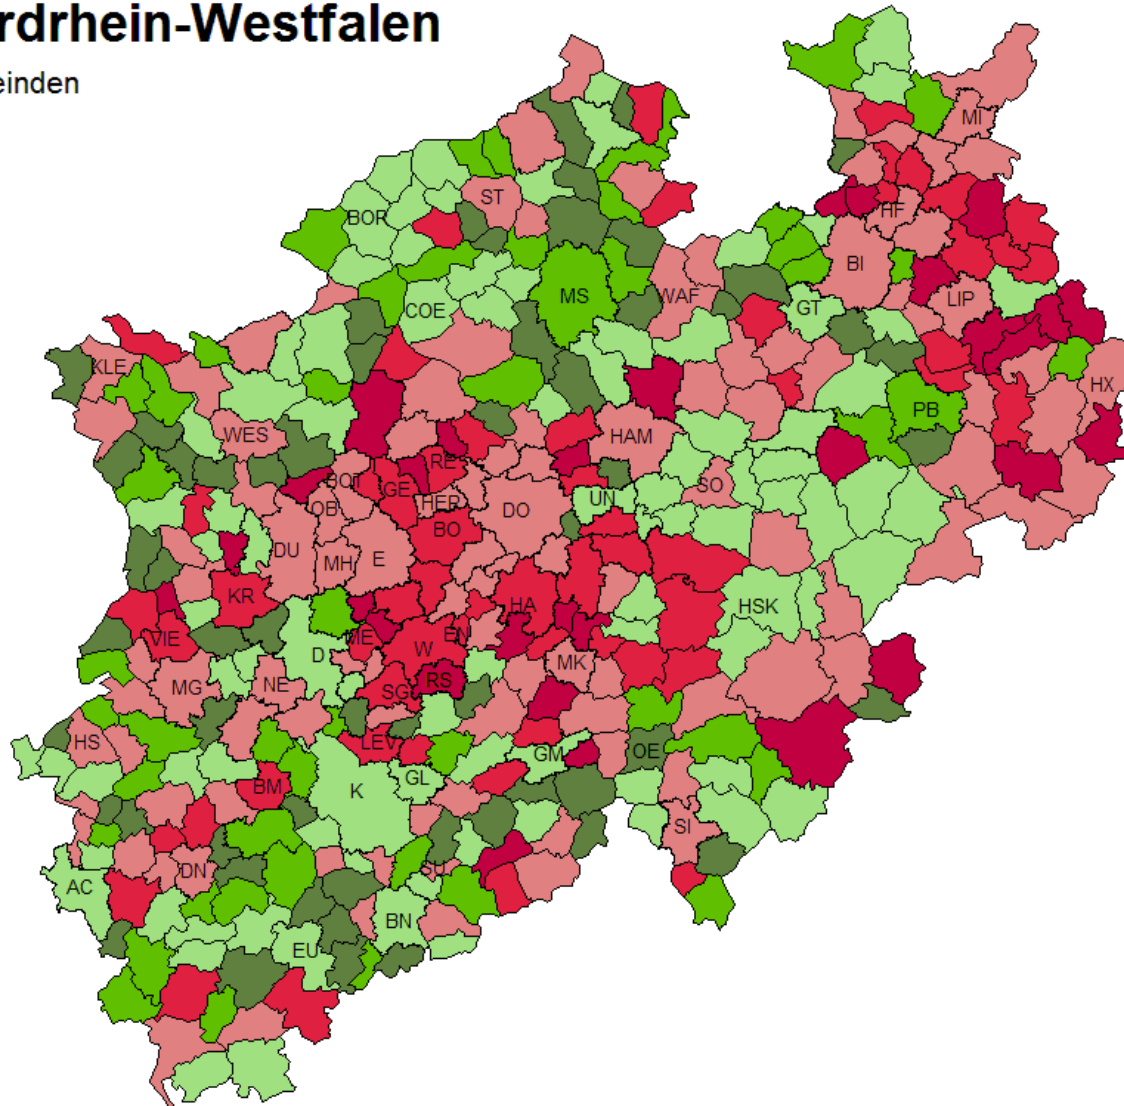 rdrhein-Westfalen
einden
MI
ST
HF
BOR
BI
MS
WAF
LIP
GT
COE
KLE
HX
PB
WES
HAM
RE
BOT
GE
SO
HER
UN
OB
DO
BO
DU
MH
E
KR
HA
HSK
VIE
ME
EN
W
D
MK
RS
MG
NE
SG
HS
LEV
OE
GM
GL
BM
K
SI
DN
SU
AC
BN
EU